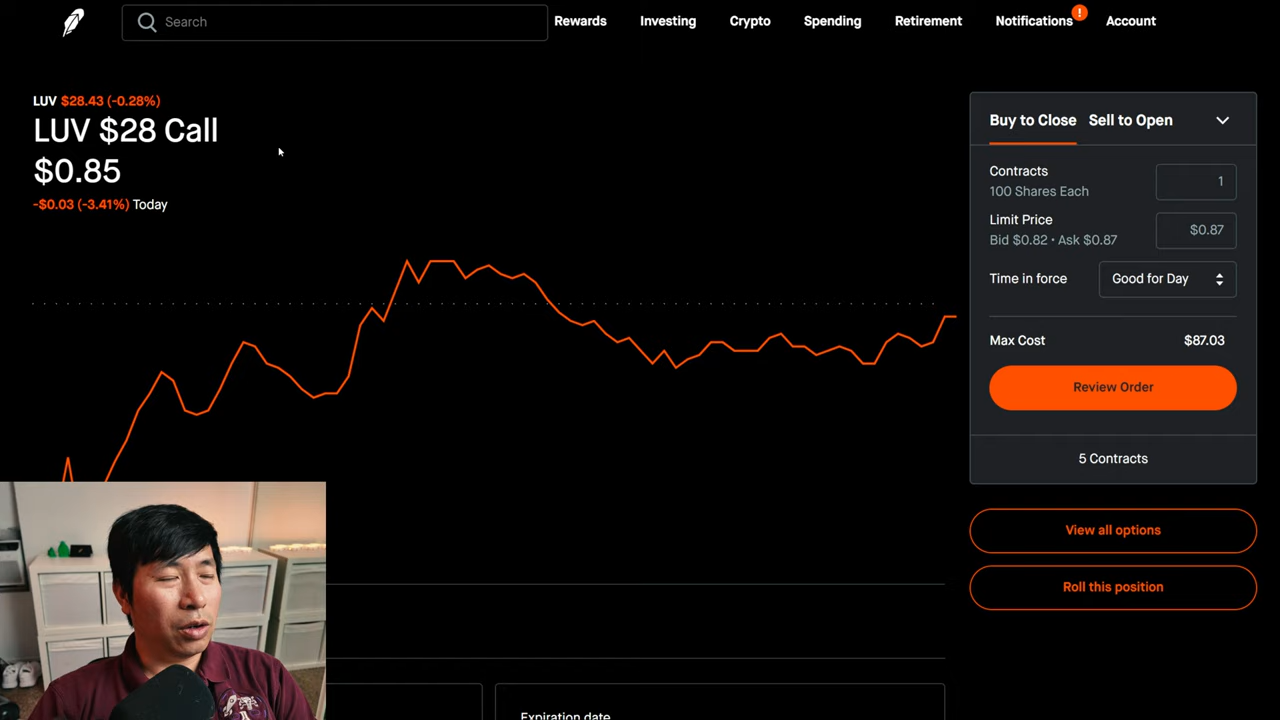 Search
Rewards
Investing
Crypto
Spending
Retirement
Notifications
!
Account
LUV $28.43 (-0.28%)
LUV $28 Call
$0.85
-$0.03 (-3.41%) Today
Buy to Close
Sell to Open
Contracts
1
100 Shares Each
Limit Price
$0.87
Bid $0.82 • Ask $0.87
Time in force
Good for Day
Max Cost
$87.03
Review Order
5 Contracts
View all options
Roll this position
Expiration date